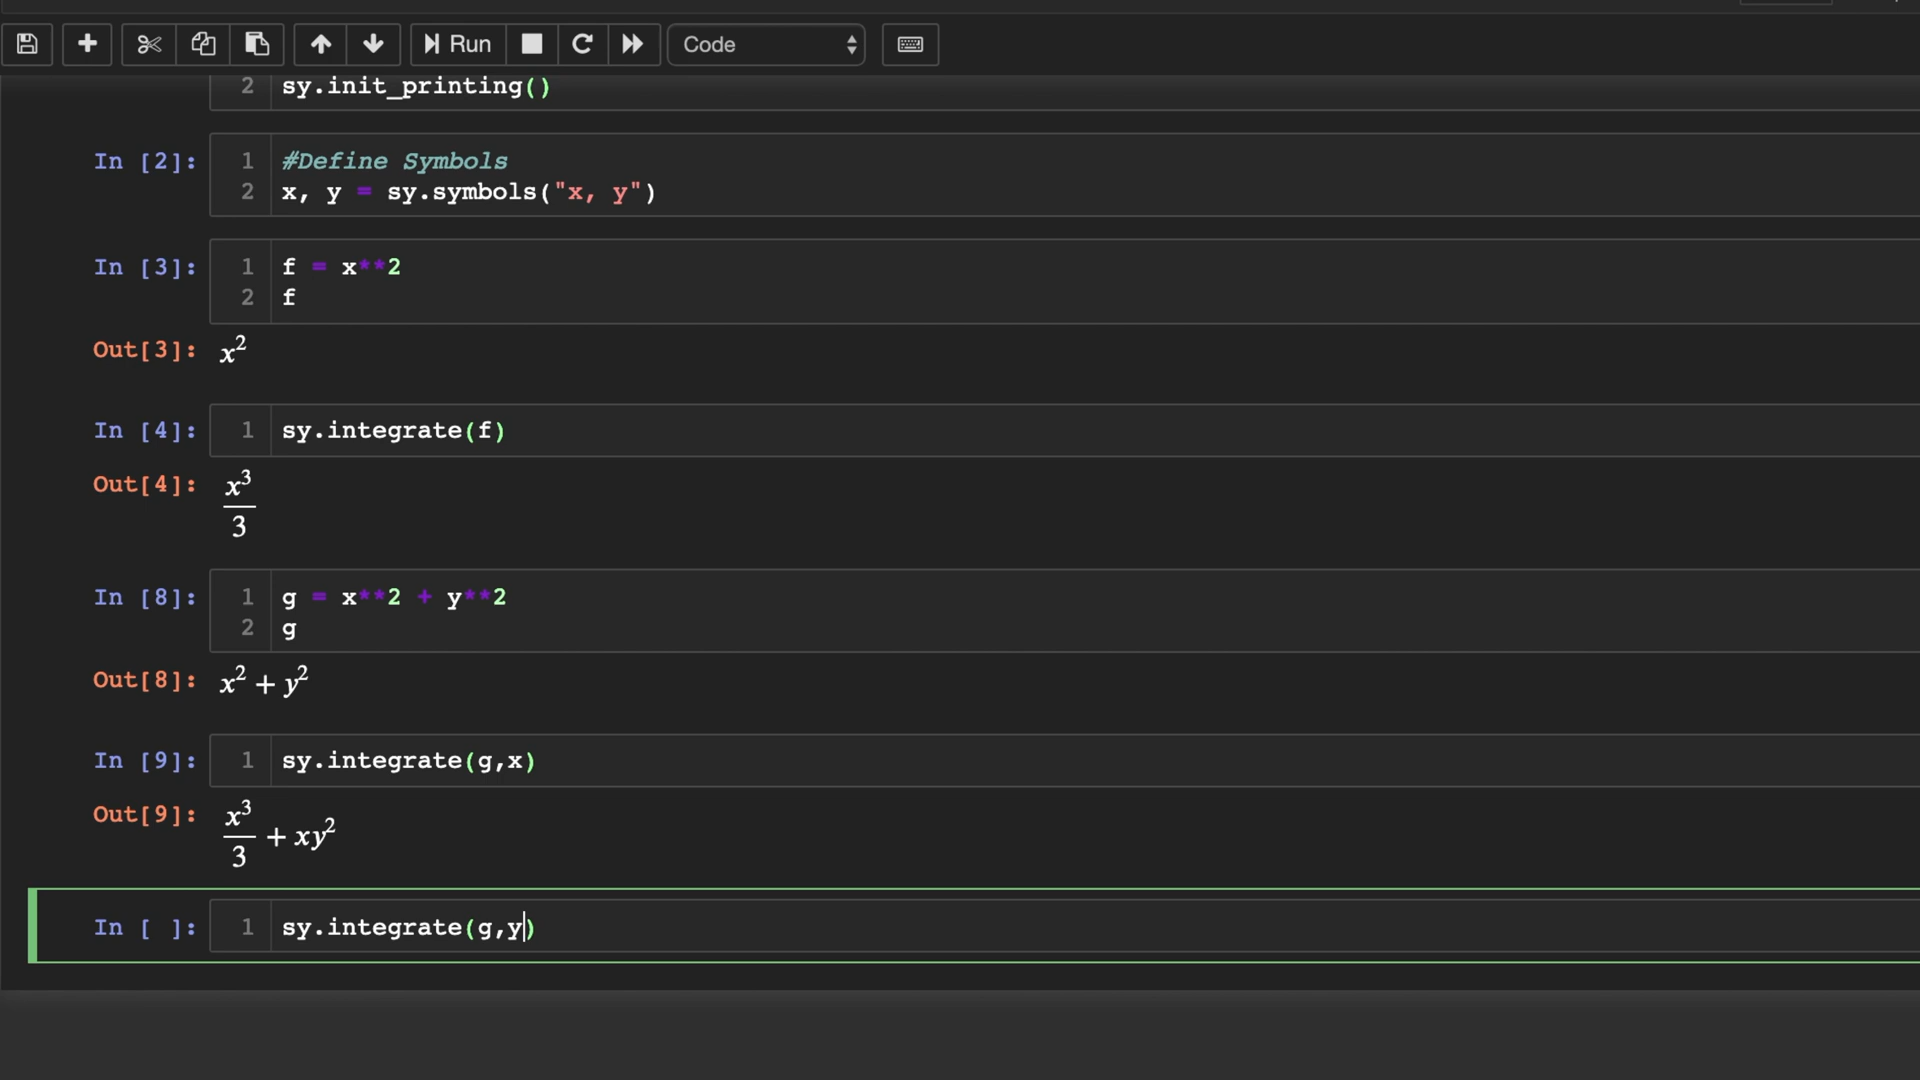 Run Code
2 sy.init_printing()
In [2]: 1 #Define Symbols
2 x, y = sy.symbols("x, y")
In [3]: 1 f = x**2
2 f
Out[3]: x²
In [4]: 1 sy.integrate(f)
Out[4]: x³/3
In [8]: 1 g = x**2 + y**2
2 g
Out[8]: x² + y²
In [9]: 1 sy.integrate(g,x)
Out[9]: x³/3 + xy²
In [ ]: 1 sy.integrate(g,y)